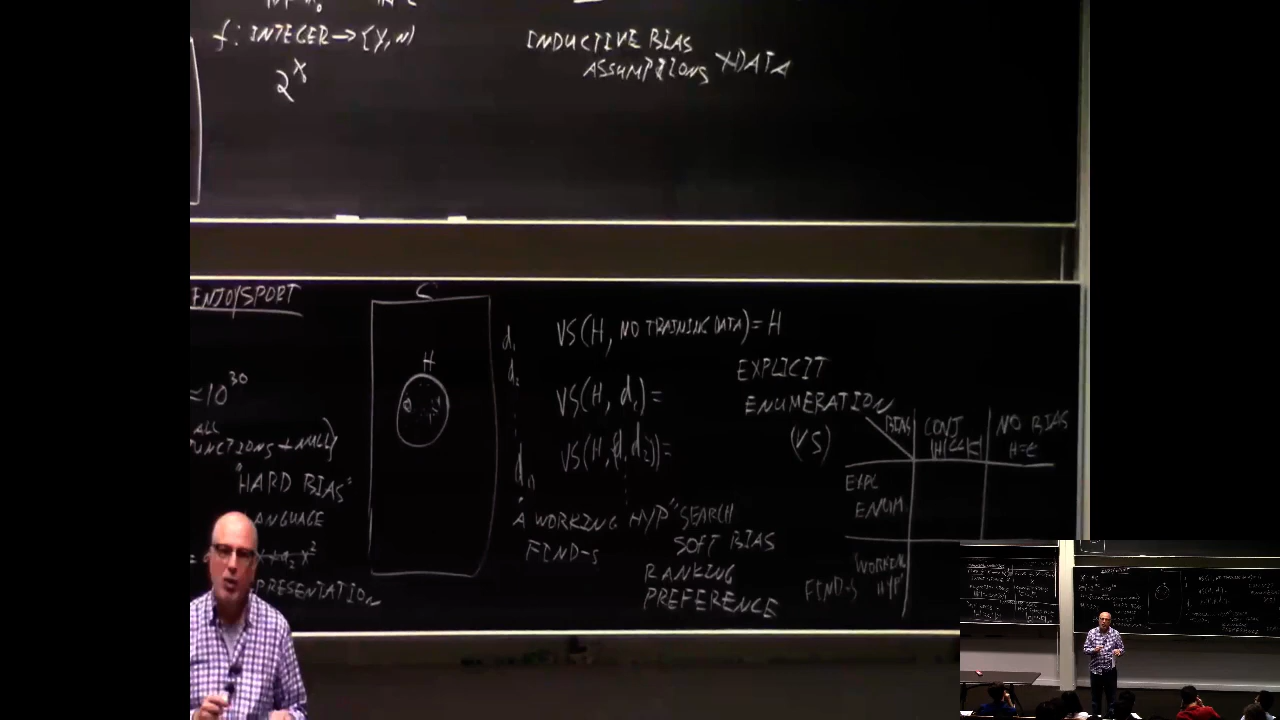 f: INTEGER→{Y,N}
2^X
INDUCTIVE BIAS
ASSUMPTIONS X DATA
ENJOYSPORT
≈10^30
ALL
FUNCTIONS + NULL}
"HARD BIAS"
LANGUAGE
REPRESENTATION
C
H
d₁
d₂
VS(H, NO TRAINING DATA) = H
VS(H, d₁) =
VS(H, d₁, d₂) =
"A WORKING HYP" SEARCH
FIND-S
SOFT BIAS
RANKING
PREFERENCE
EXPLICIT
ENUMERATION
(VS)
BIAS
CONJ
|H|<<|C|
NO BIAS
H=C
EXPL
ENUM.
FIND-S
WORKING
HYP